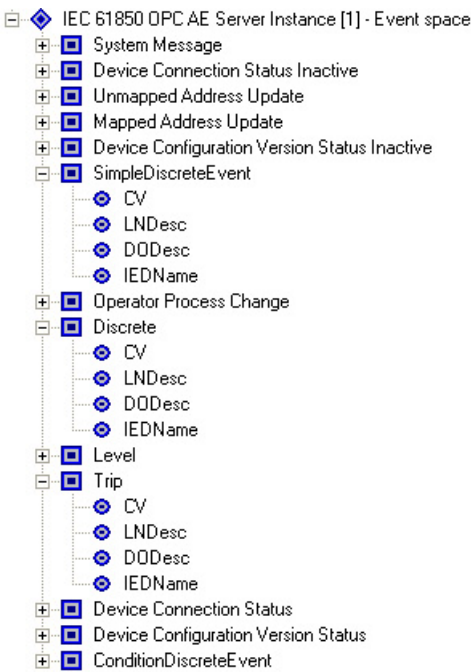 IEC 61850 OPC AE Server Instance [1] - Event space
System Message
Device Connection Status Inactive
Unmapped Address Update
Mapped Address Update
Device Configuration Version Status Inactive
SimpleDiscreteEvent
CV
LNDesc
DODesc
IEDName
Operator Process Change
Discrete
CV
LNDesc
DODesc
IEDName
Level
Trip
CV
LNDesc
DODesc
IEDName
Device Connection Status
Device Configuration Version Status
ConditionDiscreteEvent